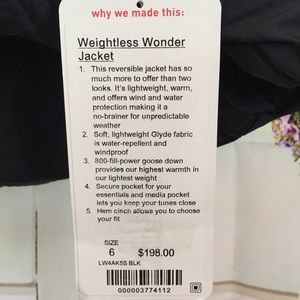 why we made this:
Weightless Wonder
Jacket
1. This reversible jacket has so
much more to offer than two
looks. It's lightweight, warm,
and offers wind and water
protection making it a
no-brainer for unpredictable
weather
2. Soft, lightweight Glyde fabric
is water-repellent and
windproof
3. 800-fill-power goose down
provides our highest warmth in
our lightest weight
4. Secure pocket for your
essentials and media pocket
lets you keep your tunes close
5. Hem cinch allows you to choose
your fit
SIZE
6 $198.00
LW4AK5S BLK
000003774112